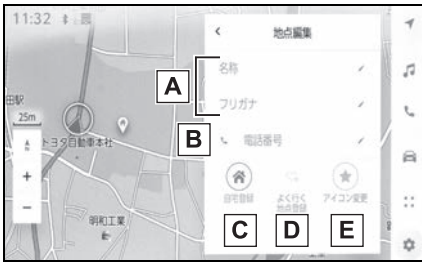 11:32
地点編集
名称
A
フリガナ
B
電話番号
田駅
25m
トヨタ自動車本社
自宅登録
よく行く
地点登録
アイコン変更
明和工業
C
D
E